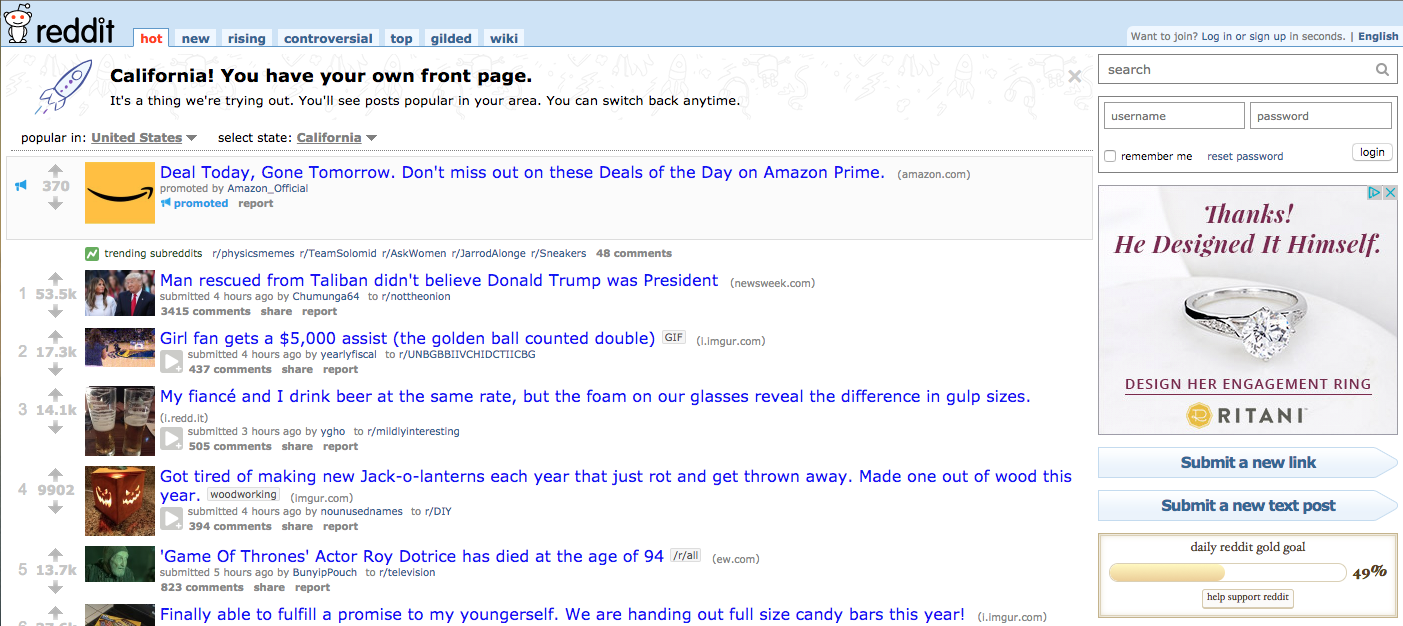 reddit
hot new rising controversial top gilded wiki
Want to join? Log in or sign up in seconds. | English
California! You have your own front page.
It's a thing we're trying out. You'll see posts popular in your area. You can switch back anytime.
popular in: United States select state: California
370
Deal Today, Gone Tomorrow. Don't miss out on these Deals of the Day on Amazon Prime. (amazon.com)
promoted by Amazon_Official
promoted report
trending subreddits r/physicsmemes r/TeamSolomid r/AskWomen r/JarrodAlonge r/Sneakers 48 comments
1 53.5k
Man rescued from Taliban didn't believe Donald Trump was President (newsweek.com)
submitted 4 hours ago by Chumunga64 to r/nottheonion
3415 comments share report
2 17.3k
Girl fan gets a $5,000 assist (the golden ball counted double) GIF (i.imgur.com)
submitted 4 hours ago by yearlyfiscal to r/UNBGBBIIVCHIDCTIICBG
437 comments share report
3 14.1k
My fiancé and I drink beer at the same rate, but the foam on our glasses reveal the difference in gulp sizes.
(i.redd.it)
submitted 3 hours ago by ygho to r/mildlyinteresting
505 comments share report
4 9902
Got tired of making new Jack-o-lanterns each year that just rot and get thrown away. Made one out of wood this
year. woodworking (imgur.com)
submitted 4 hours ago by nounusednames to r/DIY
394 comments share report
5 13.7k
'Game Of Thrones' Actor Roy Dotrice has died at the age of 94 /r/all (ew.com)
submitted 5 hours ago by BunyipPouch to r/television
823 comments share report
Finally able to fulfill a promise to my youngerself. We are handing out full size candy bars this year! (i.imgur.com)
search
username password
remember me reset password login
Thanks!
He Designed It Himself.
DESIGN HER ENGAGEMENT RING
RITANI
Submit a new link
Submit a new text post
daily reddit gold goal
49%
help support reddit